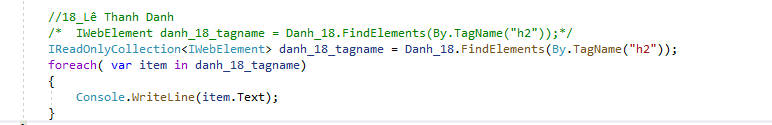 //18_Lê Thanh Danh
/*  IWebElement danh_18_tagname = Danh_18.FindElements(By.TagName("h2"));*/
IReadOnlyCollection<IWebElement> danh_18_tagname = Danh_18.FindElements(By.TagName("h2"));
foreach( var item in danh_18_tagname)
{
    Console.WriteLine(item.Text);
}